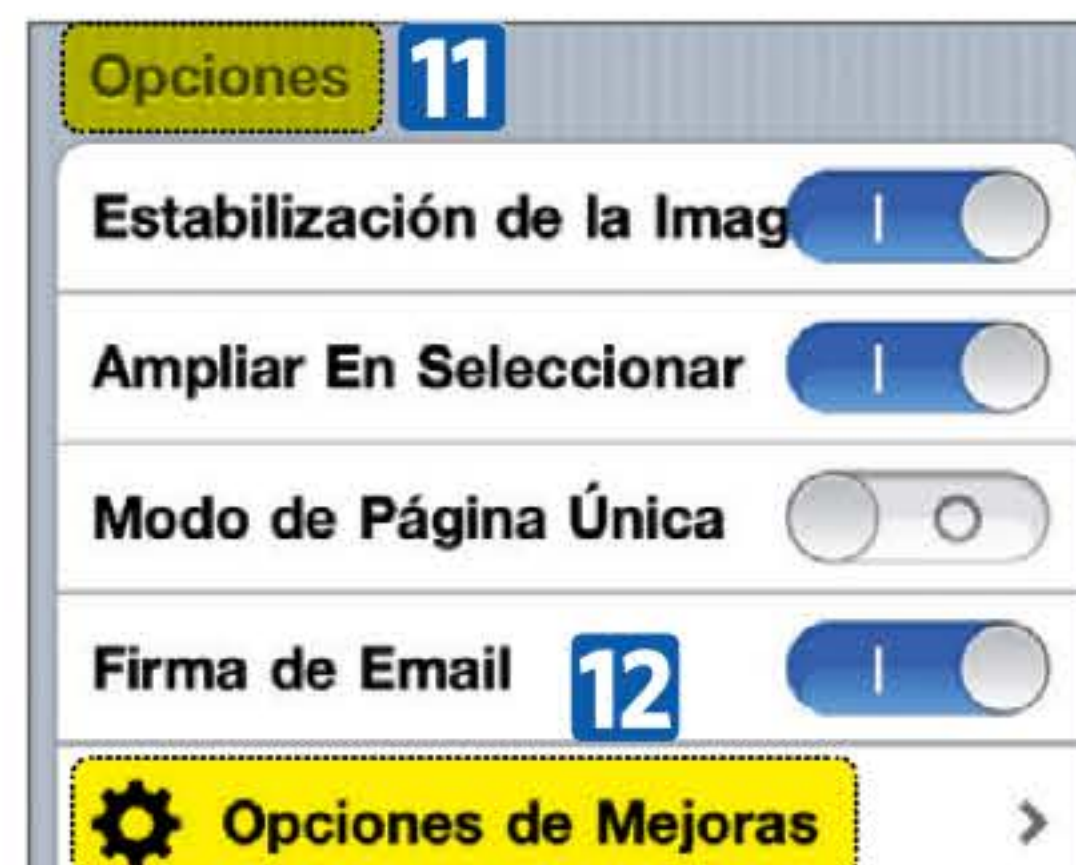 Opciones 11
Estabilización de la Imag
Ampliar En Seleccionar
Modo de Página Única
Firma de Email 12
Opciones de Mejoras